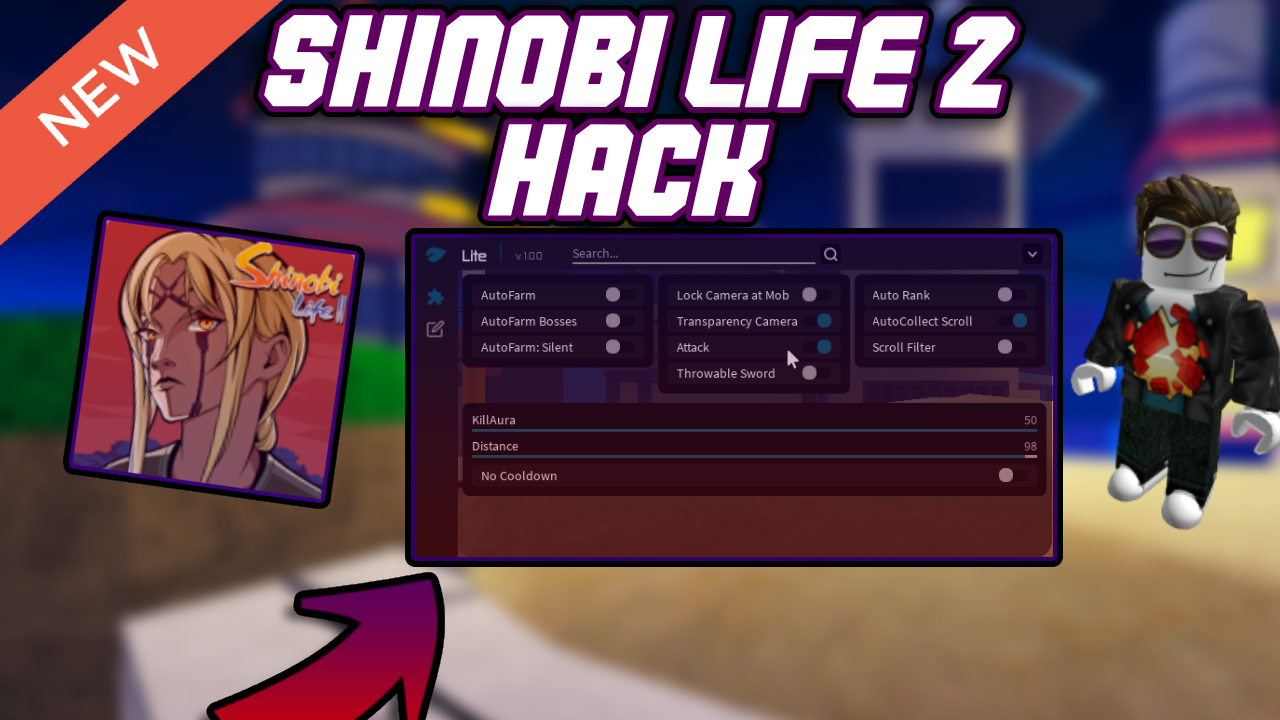 NEW
SHINOBI LIFE 2
HACK
Shinobi
Life II
Lite
v 1.0.0
Search...
AutoFarm
AutoFarm Bosses
AutoFarm: Silent
Lock Camera at Mob
Transparency Camera
Attack
Throwable Sword
Auto Rank
AutoCollect Scroll
Scroll Filter
KillAura 50
Distance 98
No Cooldown